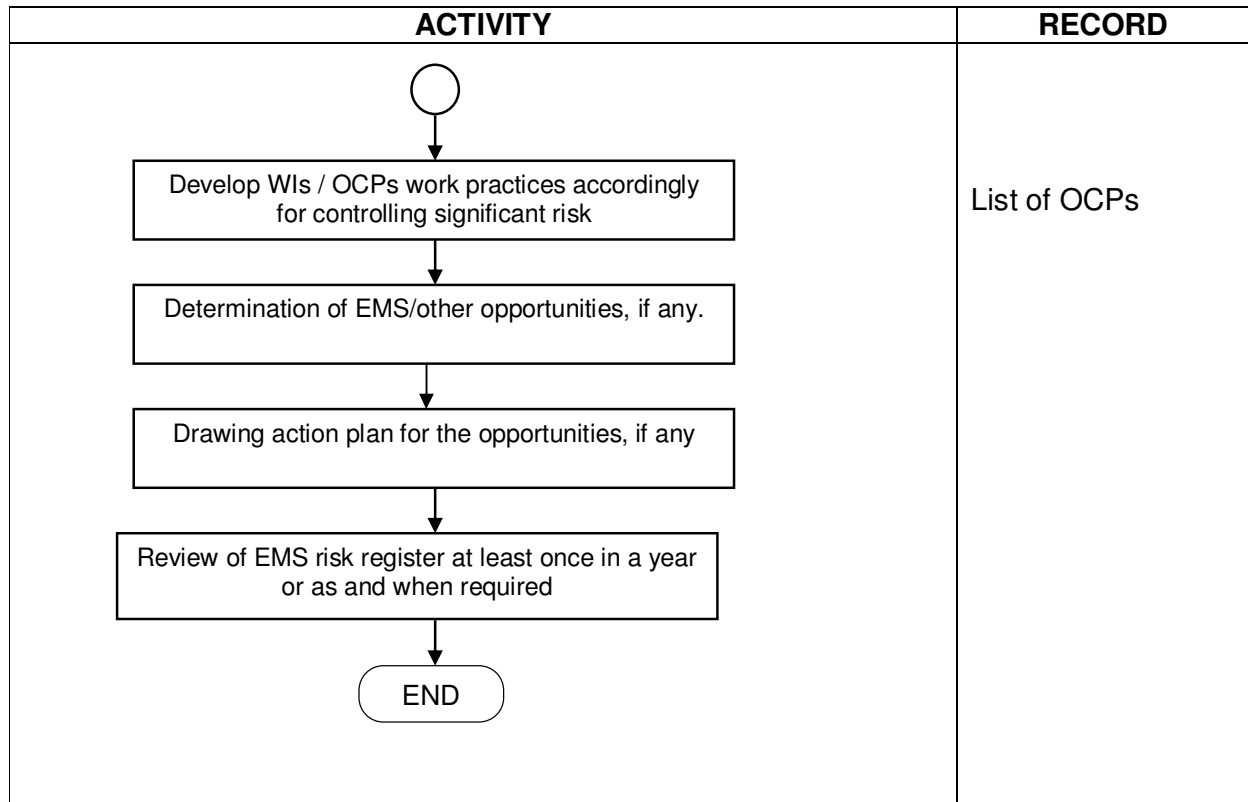 ACTIVITY
RECORD
Develop WIs / OCPs work practices accordingly
for controlling significant risk
List of OCPs
Determination of EMS/other opportunities, if any.
Drawing action plan for the opportunities, if any
Review of EMS risk register at least once in a year
or as and when required
END